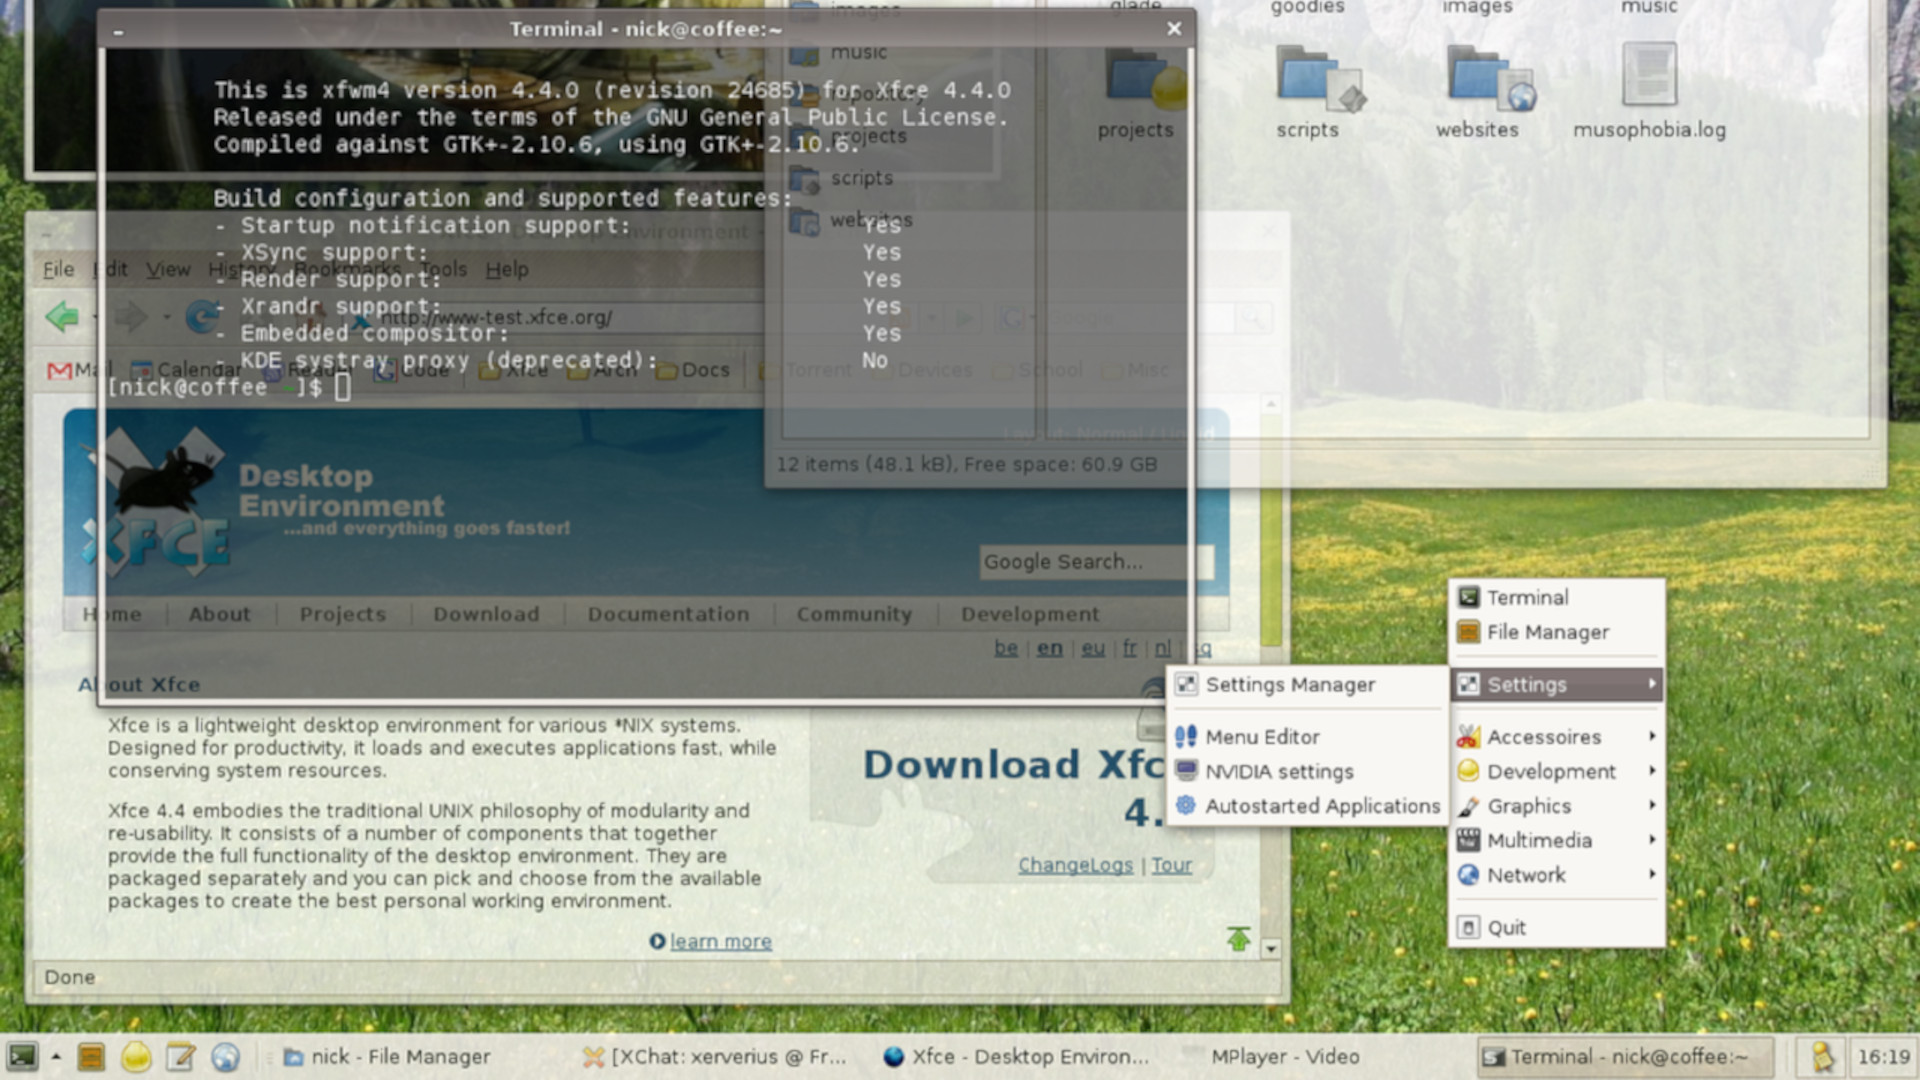 Terminal - nick@coffee:~
This is xfwm4 version 4.4.0 (revision 24685) for Xfce 4.4.0
Released under the terms of the GNU General Public License.
Compiled against GTK+-2.10.6, using GTK+-2.10.6.
Build configuration and supported features:
- Startup notification support: Yes
- XSync support: Yes
- Render support: Yes
- Xrandr support: Yes
- Embedded compositor: Yes
- KDE systray proxy (deprecated): No
[nick@coffee ~]$
images
music
repository
projects
scripts
websites
glade
goodies
images
music
projects
scripts
websites
musophobia.log
12 items (48.1 kB), Free space: 60.9 GB
File Edit View History Bookmarks Tools Help
http://www-test.xfce.org/
Mail Calendar Reader Code Xfce Arch Docs Torrent Devices School Misc
Layout: Normal / Liquid
XFCE
Desktop
Environment
...and everything goes faster!
Google Search...
Home | About | Projects | Download | Documentation | Community | Development
be | en | eu | fr | nl |
About Xfce
Xfce is a lightweight desktop environment for various *NIX systems.
Designed for productivity, it loads and executes applications fast, while
conserving system resources.
Xfce 4.4 embodies the traditional UNIX philosophy of modularity and
re-usability. It consists of a number of components that together
provide the full functionality of the desktop environment. They are
packaged separately and you can pick and choose from the available
packages to create the best personal working environment.
learn more
Download Xfc
4.
ChangeLogs | Tour
Done
Settings Manager
Menu Editor
NVIDIA settings
Autostarted Applications
Terminal
File Manager
Settings
Accessoires
Development
Graphics
Multimedia
Network
Quit
nick - File Manager
[XChat: xerverius @ Fr...
Xfce - Desktop Environ...
MPlayer - Video
Terminal - nick@coffee:~
16:19